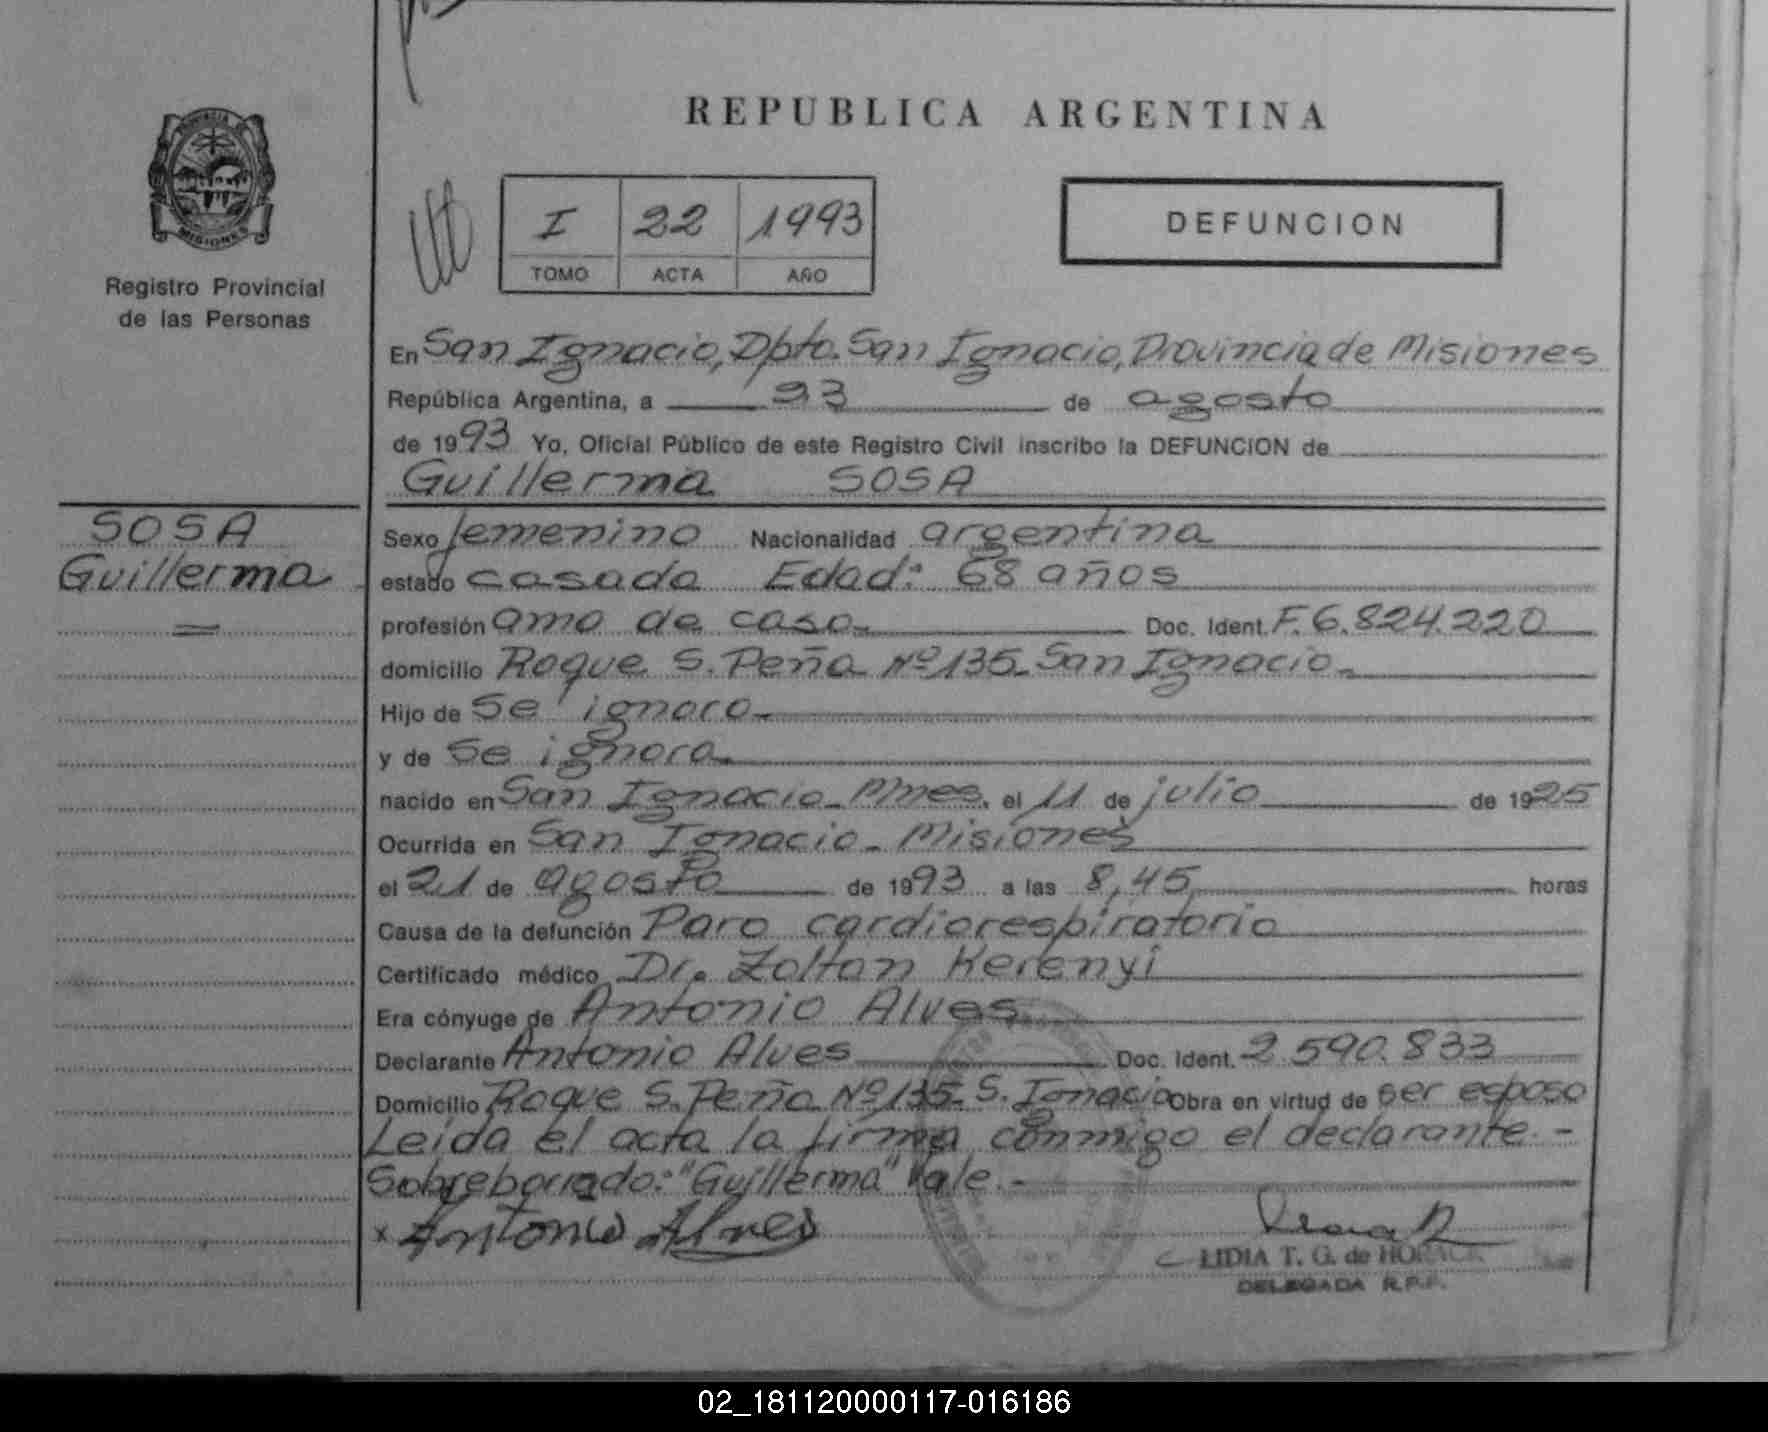 REPUBLICA ARGENTINA
PROVINCIA DE
MISIONES
Registro Provincial
de las Personas
I 22 1993
TOMO ACTA AÑO
DEFUNCION
En San Ignacio, Dpto. San Ignacio, Provincia de Misiones
República Argentina, a 23 de agosto
de 1993 Yo, Oficial Público de este Registro Civil inscribo la DEFUNCION de
Guillerma SOSA
SOSA
Guillerma
Sexo femenino Nacionalidad argentina
estado casada Edad: 68 años
profesión ama de casa Doc. Ident. F. 6.824.220
domicilio Roque S. Peña Nº 135 San Ignacio
Hijo de Se ignora
y de Se ignora
nacido en San Ignacio - Mnes. el 11 de julio de 1925
Ocurrida en San Ignacio - Misiones
el 21 de agosto de 1993 a las 8,45 horas
Causa de la defunción Paro cardiorespiratorio
Certificado médico Dr. Zoltan Kerenyi
Era cónyuge de Antonio Alves
Declarante Antonio Alves Doc. Ident. 2.590.833
Domicilio Roque S. Peña Nº 135 - S. Ignacio Obra en virtud de ser esposo
Leída el acta la firma conmigo el declarante. -
Sobreborrado: "Guillerma" Vale. -
x Antonio Alves
LIDIA T. G. de
DELEGADA R.P.P.
02_181120000117-016186